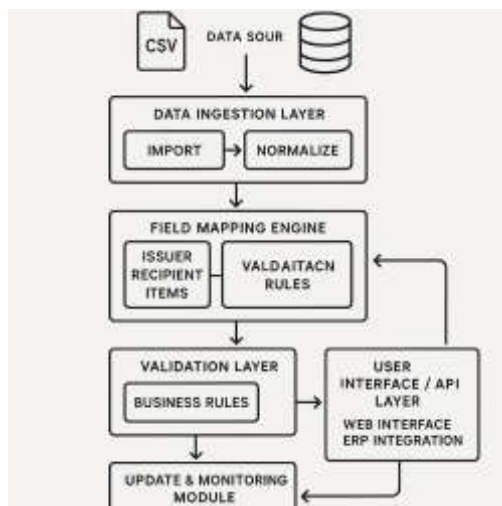 CSV
DATA SOUR
DATA INGESTION LAYER
IMPORT
NORMALIZE
FIELD MAPPING ENGINE
ISSUER
RECIPIENT
ITEMS
VALDAITACN
RULES
VALIDATION LAYER
BUSINESS RULES
USER
INTERFACE / API
LAYER
WEB INTERFACE
ERP INTEGRATION
UPDATE & MONITORING
MODULE